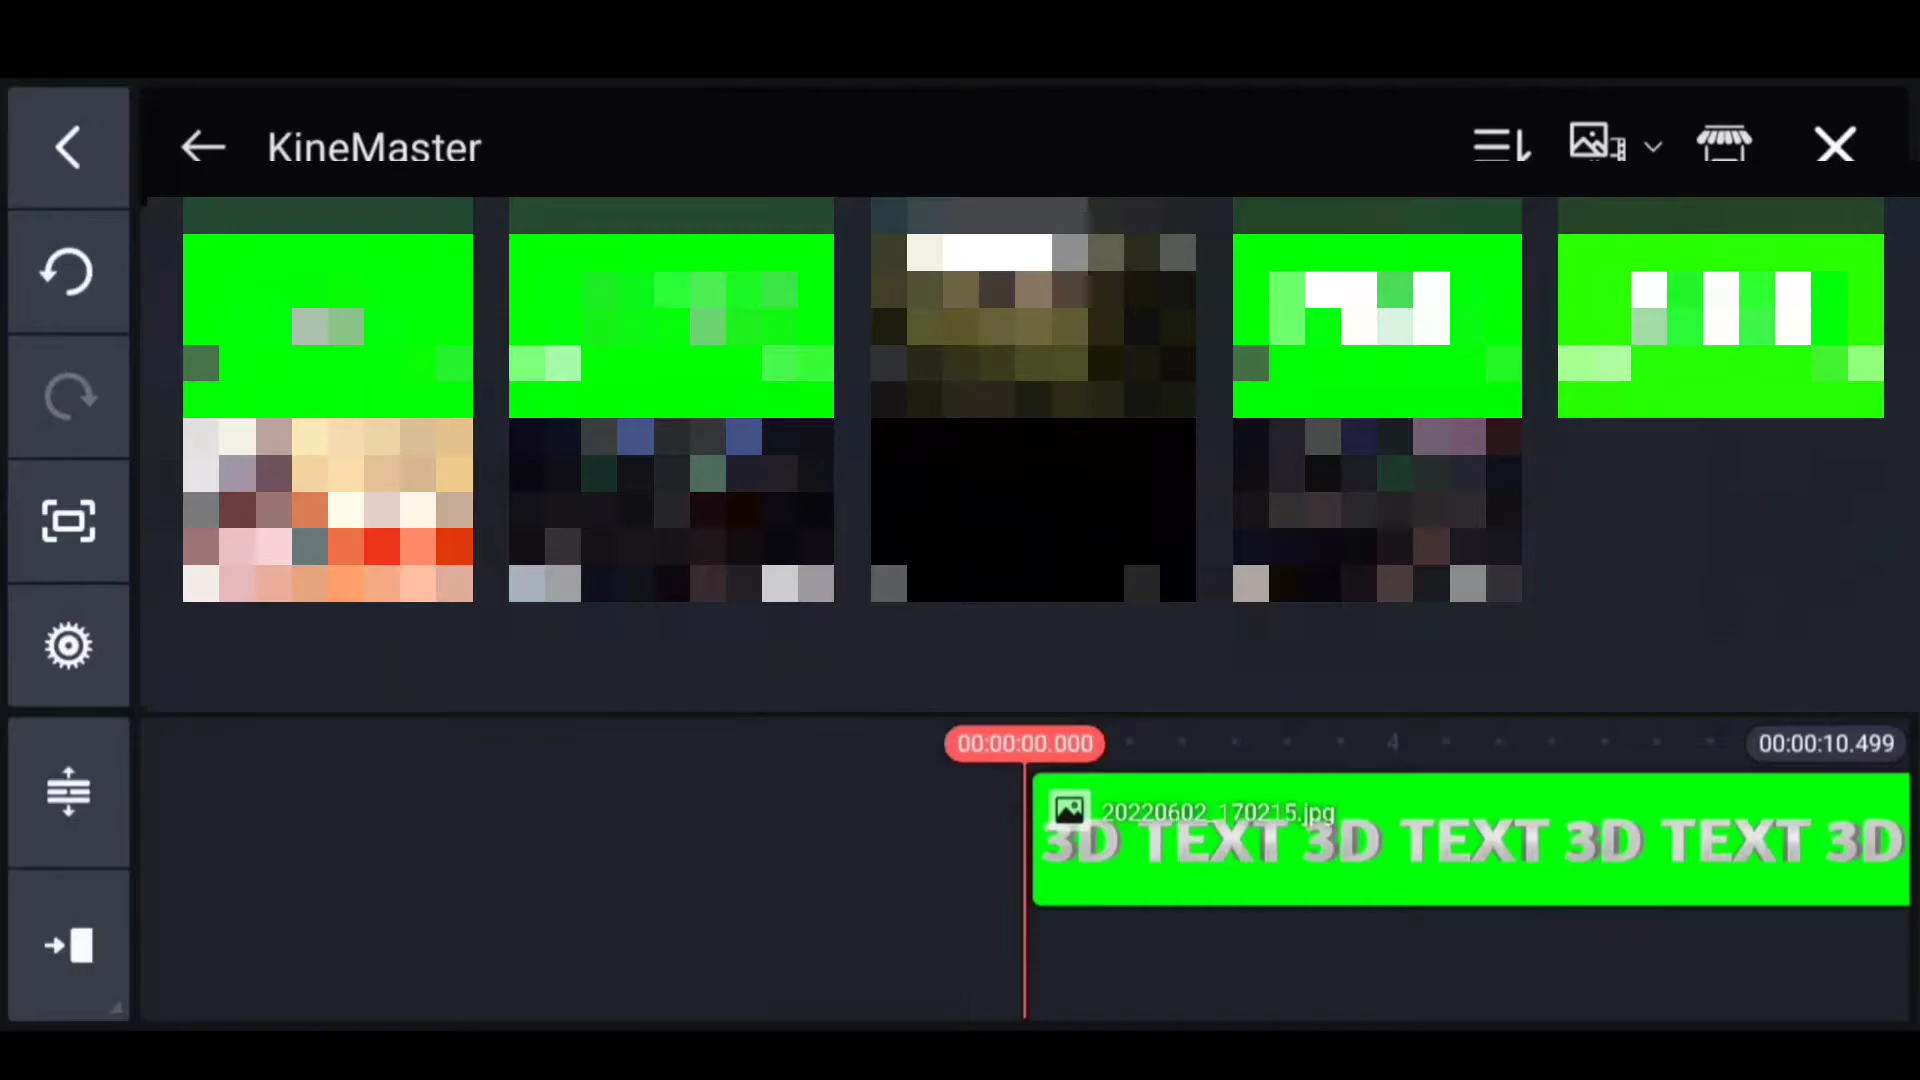 KineMaster
00:00:00.000
4
00:00:10.499
20220602_170215.jpg
3D TEXT 3D TEXT 3D TEXT 3D